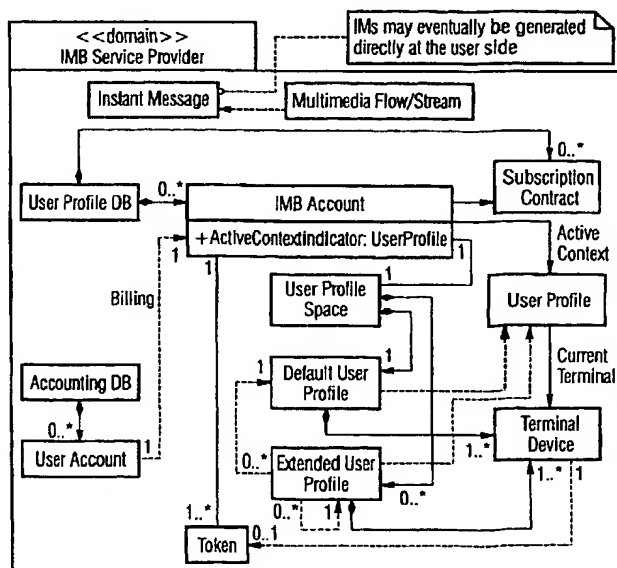 <<domain>>
IMB Service Provider
IMs may eventually be generated
directly at the user side
Instant Message
Multimedia Flow/Stream
0..*
User Profile DB
0..*
IMB Account
Subscription
Contract
+ActiveContextindicator: UserProfile
1
1
1
Active
Context
Billing
User Profile
Space
1
1
User Profile
Accounting DB
1
Default User
Profile
Current
Terminal
0..*
User Account
1
0..*
Extended User
Profile
1..*
Terminal
Device
0..*
1
0..*
1..*
1
1..*
0..1
Token